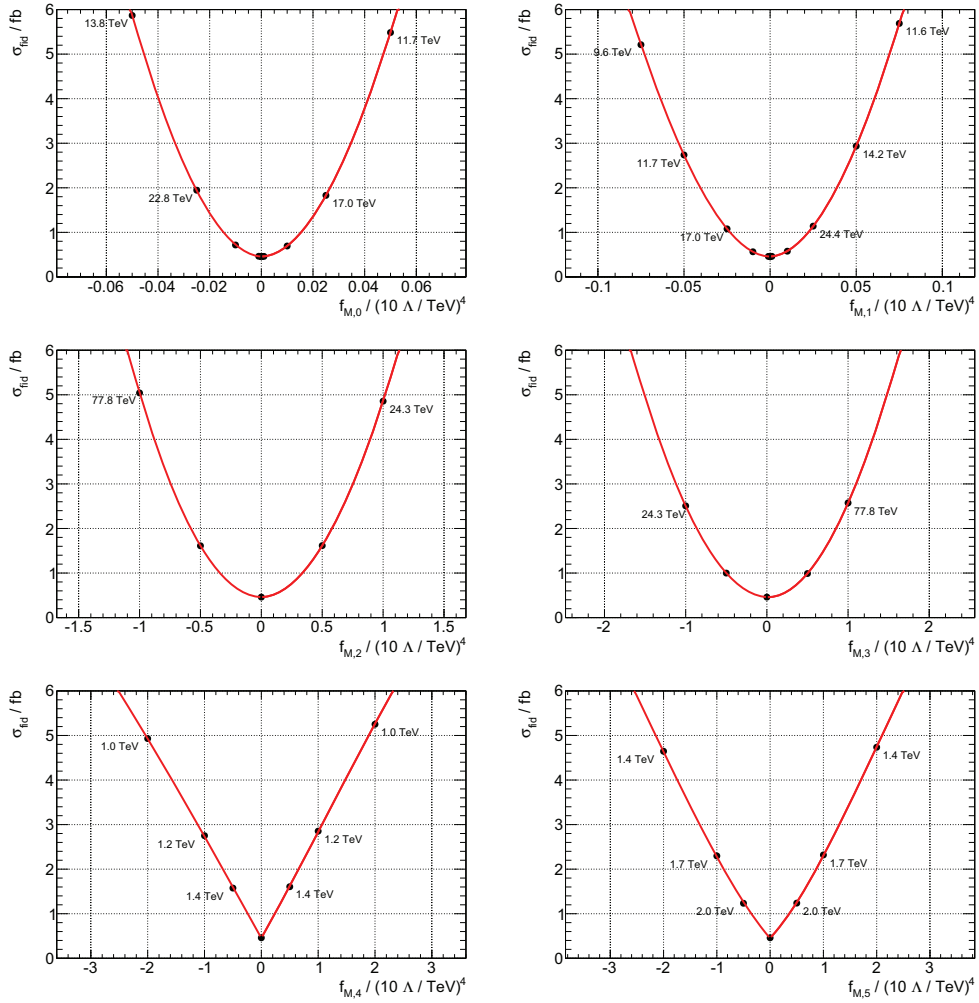 σfid / fb
6
5
4
3
2
1
0
13.8 TeV
11.7 TeV
22.8 TeV
17.0 TeV
-0.06 -0.04 -0.02 0 0.02 0.04 0.06
fM,0 / (10 Λ / TeV)4
σfid / fb
6
5
4
3
2
1
0
9.6 TeV
11.6 TeV
11.7 TeV
14.2 TeV
17.0 TeV
24.4 TeV
-0.1 -0.05 0 0.05 0.1
fM,1 / (10 Λ / TeV)4
σfid / fb
6
5
4
3
2
1
0
77.8 TeV
24.3 TeV
-1.5 -1 -0.5 0 0.5 1 1.5
fM,2 / (10 Λ / TeV)4
σfid / fb
6
5
4
3
2
1
0
24.3 TeV
77.8 TeV
-2 -1 0 1 2
fM,3 / (10 Λ / TeV)4
σfid / fb
6
5
4
3
2
1
0
1.0 TeV
1.0 TeV
1.2 TeV
1.2 TeV
1.4 TeV
1.4 TeV
-3 -2 -1 0 1 2 3
fM,4 / (10 Λ / TeV)4
σfid / fb
6
5
4
3
2
1
0
1.4 TeV
1.4 TeV
1.7 TeV
1.7 TeV
2.0 TeV
2.0 TeV
-3 -2 -1 0 1 2 3
fM,5 / (10 Λ / TeV)4